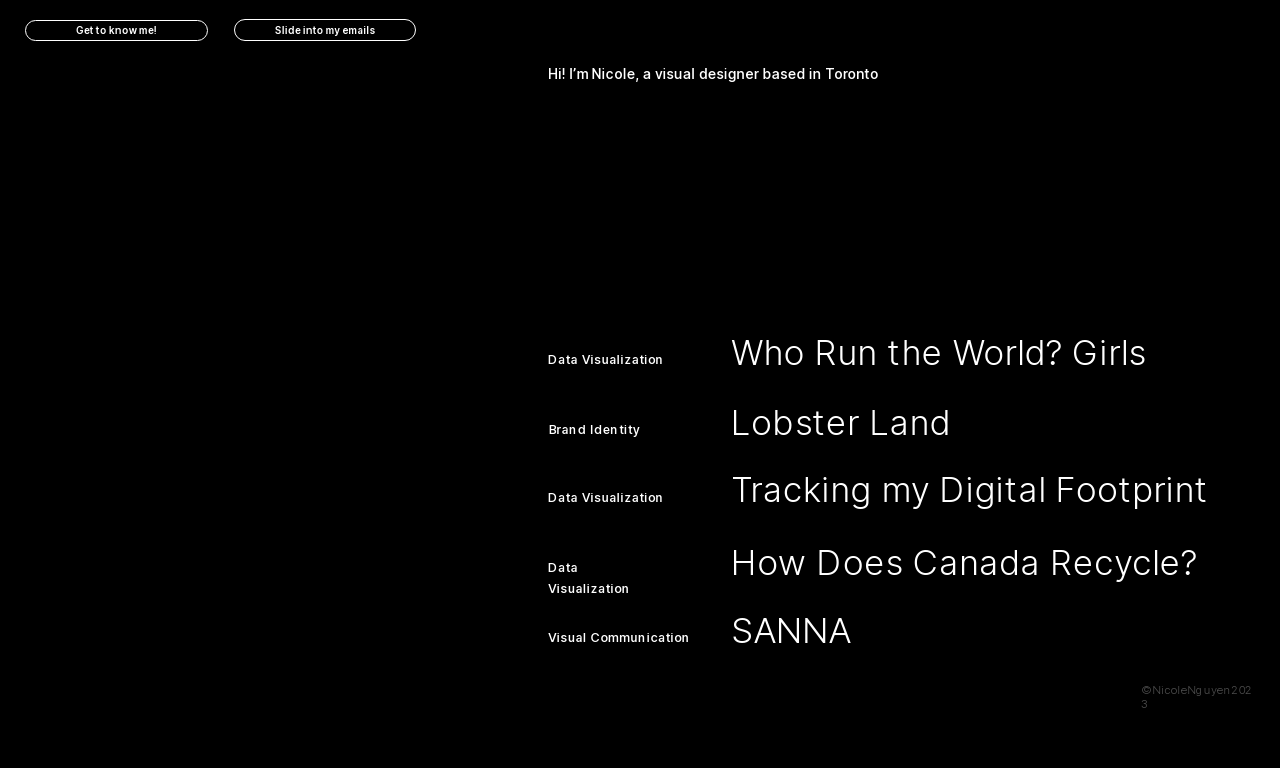 Get to know me!
Slide into my emails
Hi! I’m Nicole, a visual designer based in Toronto
Data Visualization
Who Run the World? Girls
Brand Identity
Lobster Land
Data Visualization
Tracking my Digital Footprint
Data
Visualization
How Does Canada Recycle?
Visual Communication
SANNA
©NicoleNguyen202
3